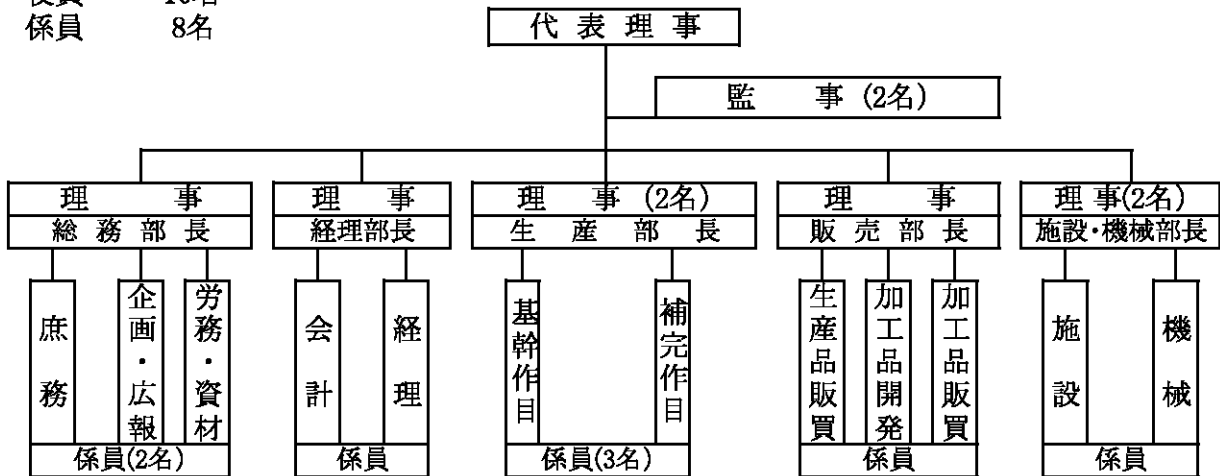 係員 8名
代表理事
監 事 (2名)
理 事
総務部長
理 事
経理部長
理 事 (2名)
生産部長
理 事
販売部長
理事(2名)
施設・機械部長
庶務
企画・広報
労務・資材
会計
経理
基幹作目
補完作目
生産品販買
加工品開発
加工品販買
施設
機械
係員(2名)
係員
係員(3名)
係員
係員